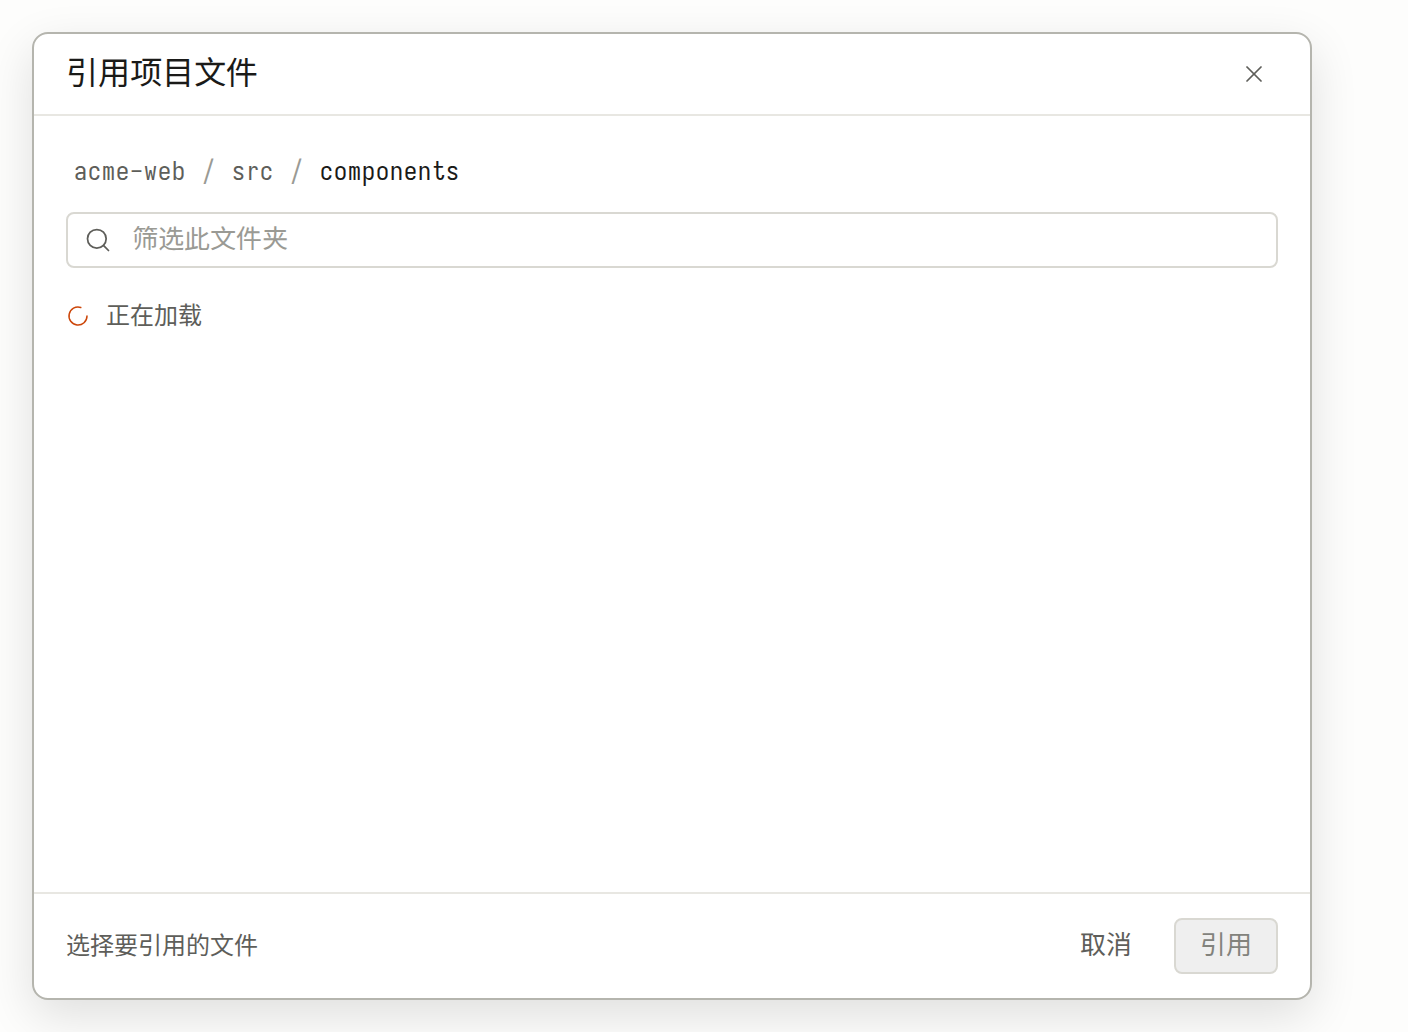 引用项目文件
acme-web / src / components
筛选此文件夹
正在加载
选择要引用的文件
取消
引用